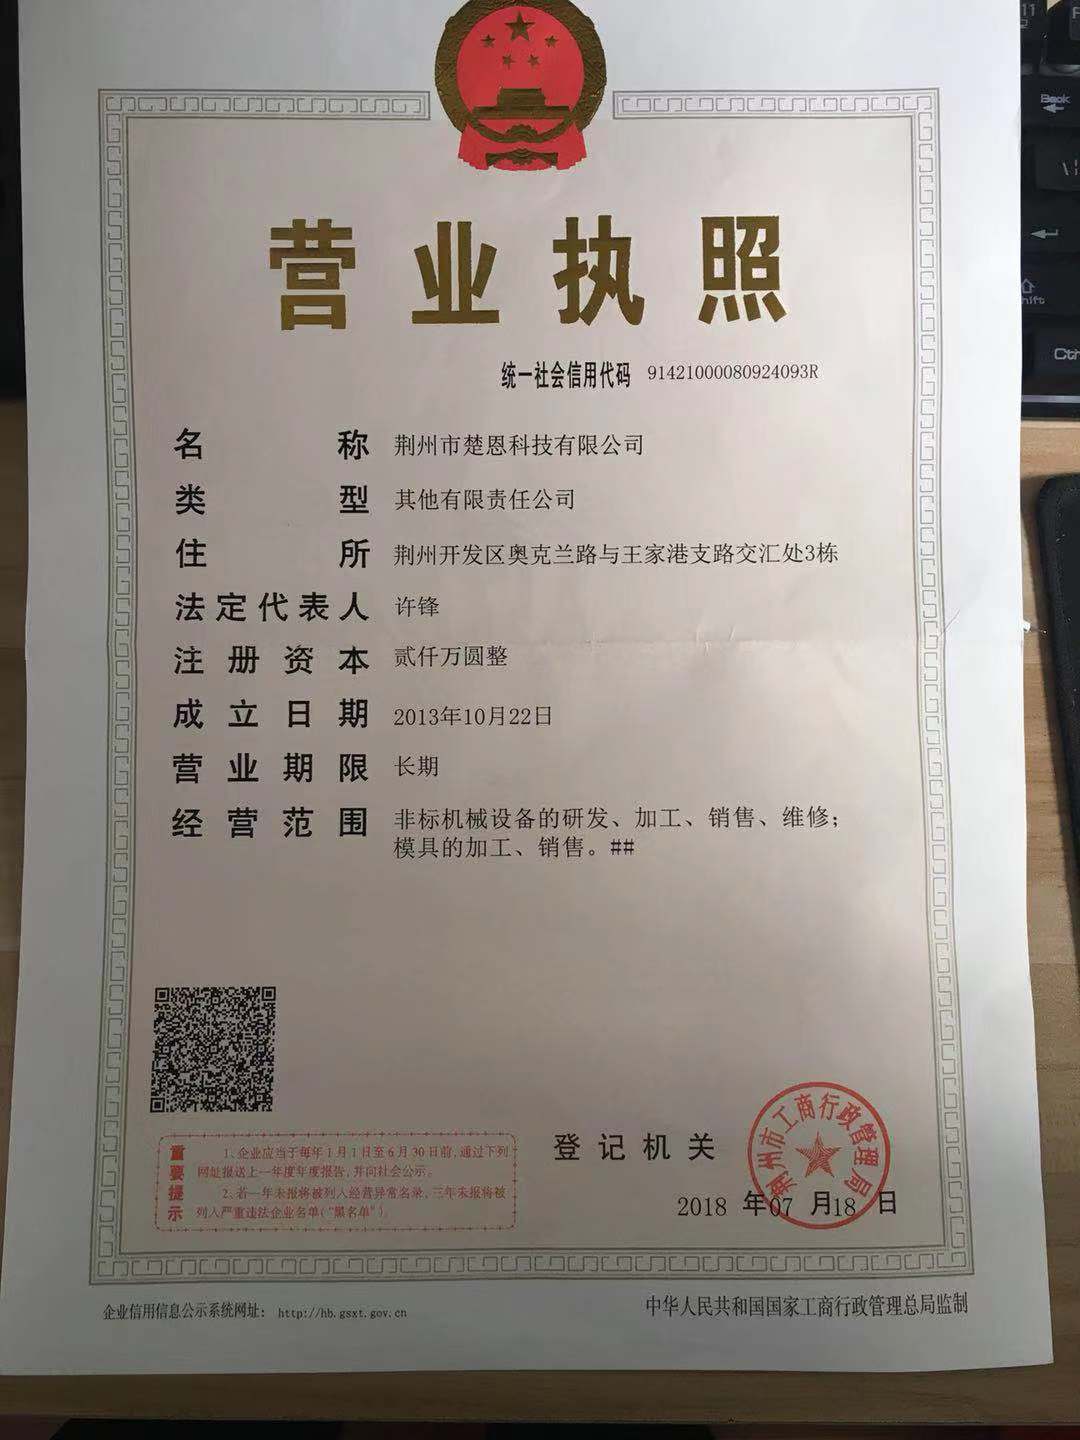 营业执照
统一社会信用代码 91421000080924093R
名称 荆州市楚恩科技有限公司
类型 其他有限责任公司
住所 荆州开发区奥克兰路与王家港支路交汇处3栋
法定代表人 许锋
注册资本 贰仟万圆整
成立日期 2013年10月22日
营业期限 长期
经营范围 非标机械设备的研发、加工、销售、维修；
模具的加工、销售。##
重要提示
1. 企业应当于每年1月1日至6月30日前，通过下列
网址报送上一年度年度报告，并向社会公示。
2. 若一年未报将被列入经营异常名录，三年未报将被
列入严重违法企业名单（“黑名单”）。
登记机关
荆州市工商行政管理局
2018 年07 月18 日
企业信用信息公示系统网址： http://hb.gsxt.gov.cn
中华人民共和国国家工商行政管理总局监制
11
Back
Shift